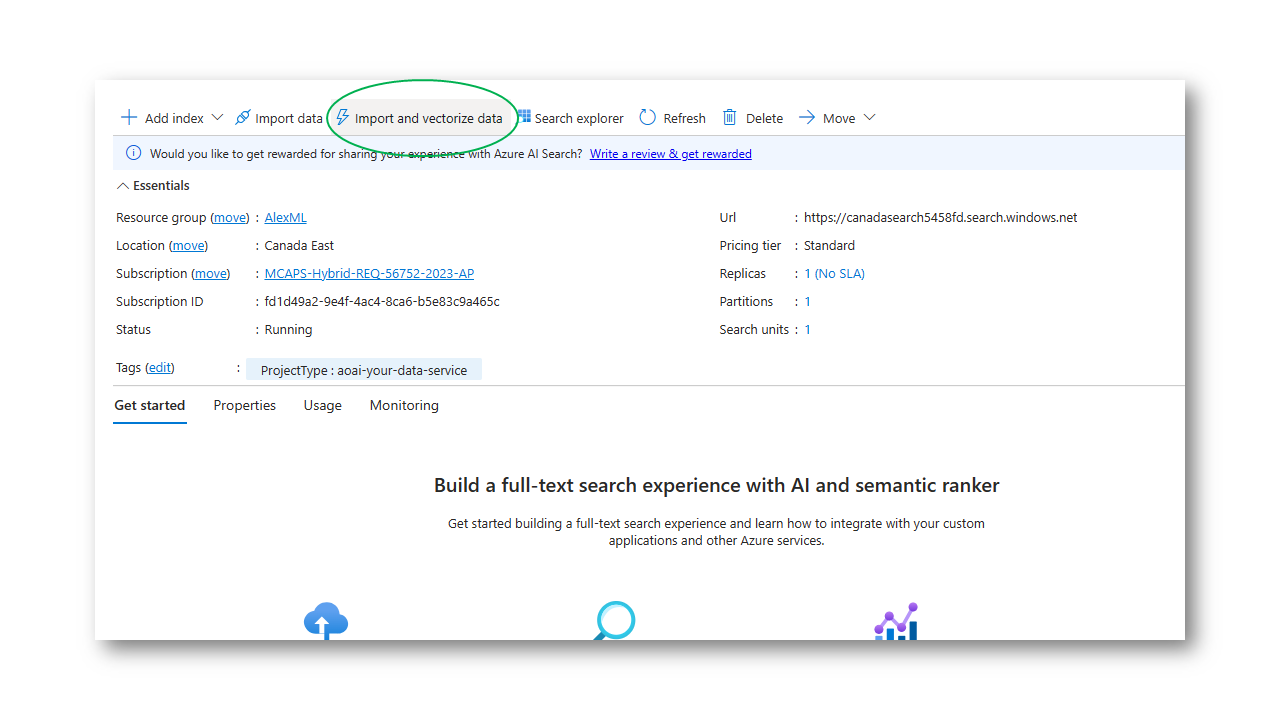 Add index Import data Import and vectorize data Search explorer Refresh Delete Move
Would you like to get rewarded for sharing your experience with Azure AI Search? Write a review & get rewarded
Essentials
Resource group (move) : AlexML
Location (move) : Canada East
Subscription (move) : MCAPS-Hybrid-REQ-56752-2023-AP
Subscription ID : fd1d49a2-9e4f-4ac4-8ca6-b5e83c9a465c
Status : Running
Url : https://canadasearch5458fd.search.windows.net
Pricing tier : Standard
Replicas : 1 (No SLA)
Partitions : 1
Search units : 1
Tags (edit) : ProjectType : aoai-your-data-service
Get started Properties Usage Monitoring
Build a full-text search experience with AI and semantic ranker
Get started building a full-text search experience and learn how to integrate with your custom
applications and other Azure services.